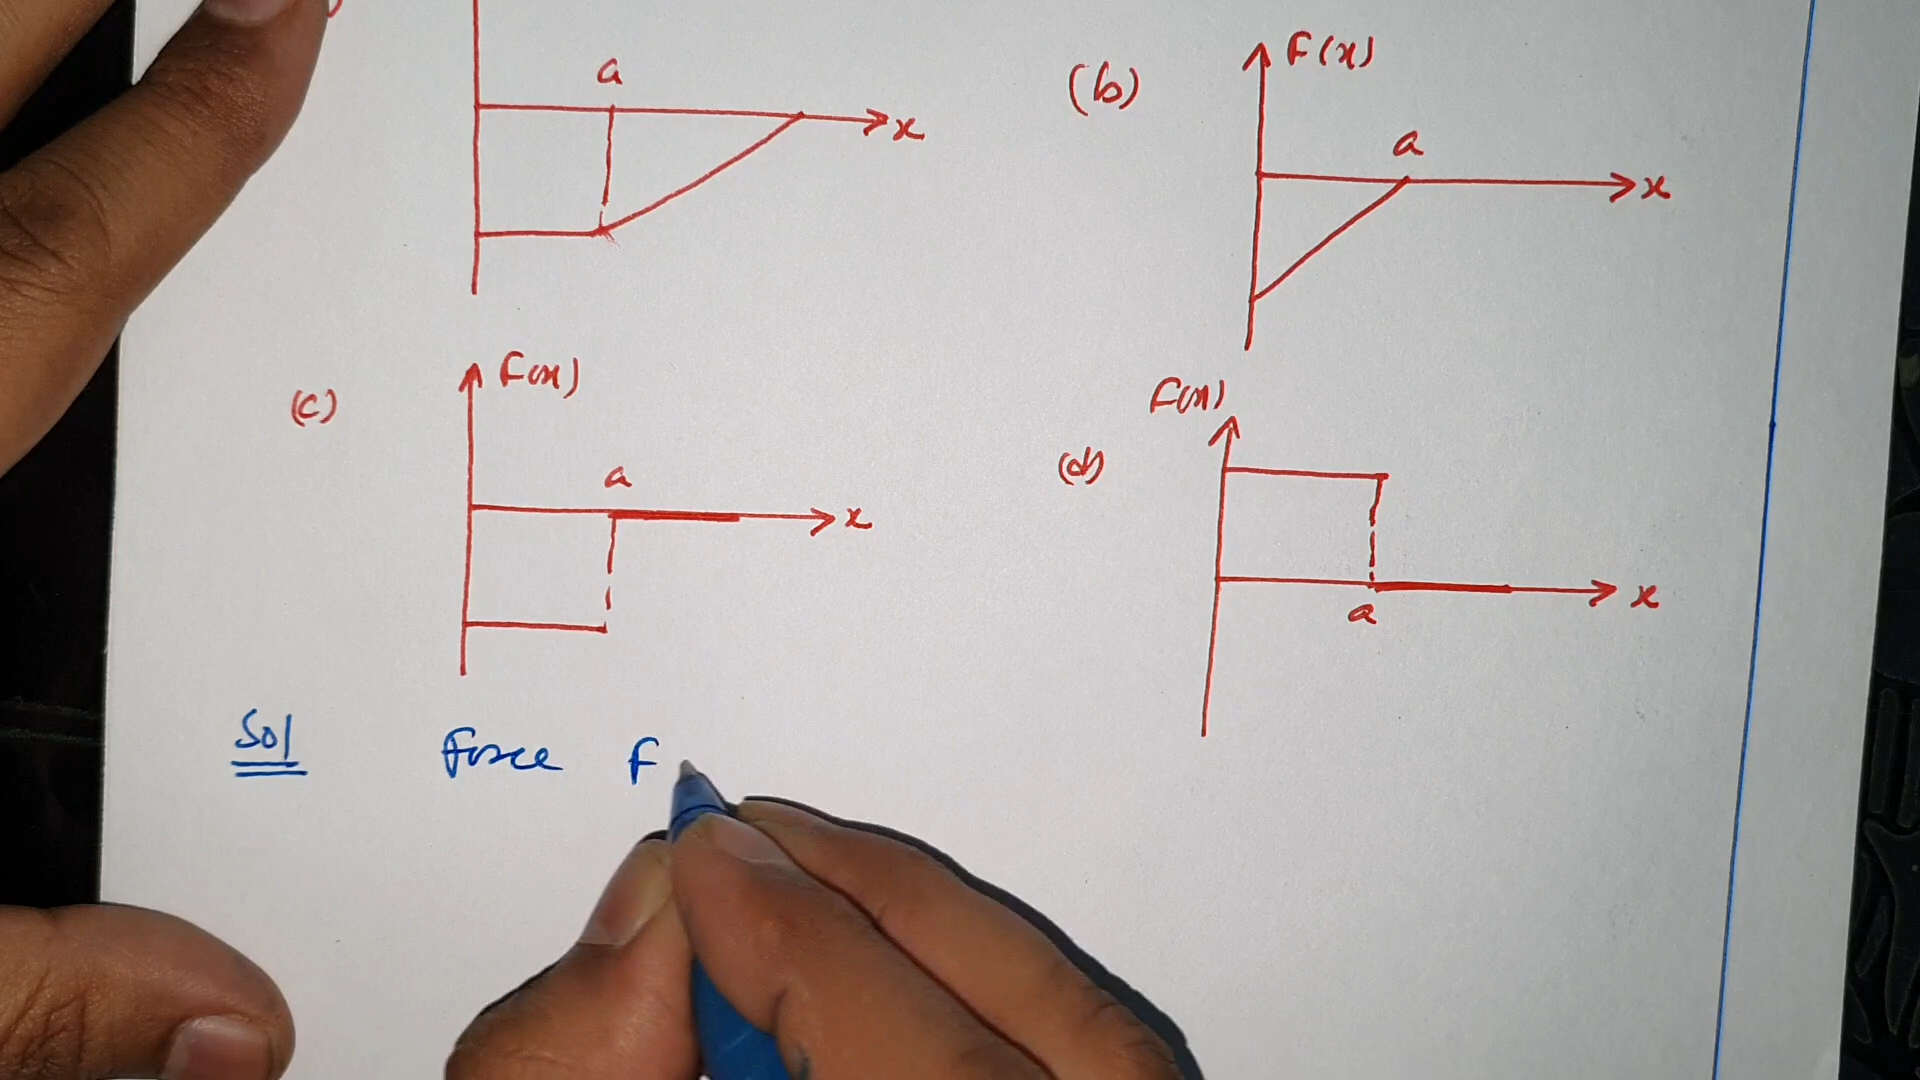 a
x
(b) F(x)
a
x
(c) F(x)
a
x
F(x)
(d)
a
x
Sol Force F